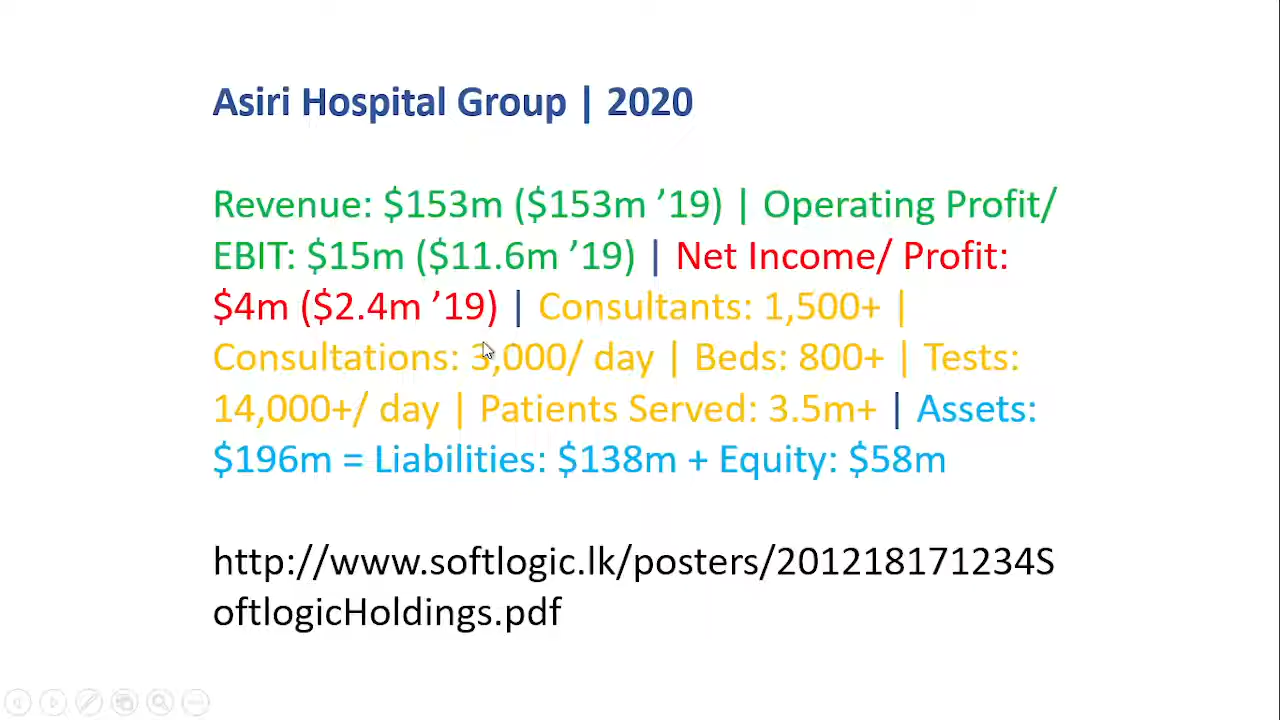 Asiri Hospital Group | 2020
Revenue: $153m ($153m ’19) | Operating Profit/
EBIT: $15m ($11.6m ’19) | Net Income/ Profit:
$4m ($2.4m ’19) | Consultants: 1,500+ |
Consultations: 3,000/ day | Beds: 800+ | Tests:
14,000+/ day | Patients Served: 3.5m+ | Assets:
$196m = Liabilities: $138m + Equity: $58m
http://www.softlogic.lk/posters/201218171234S
oftlogicHoldings.pdf